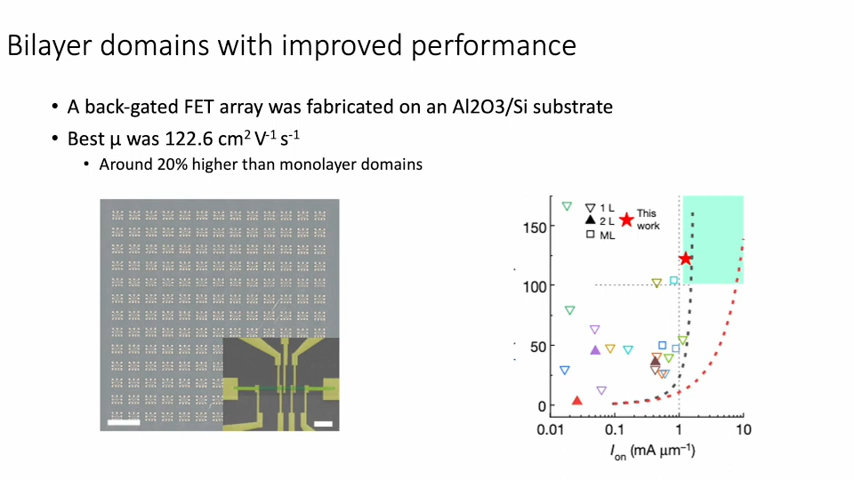 Bilayer domains with improved performance
• A back-gated FET array was fabricated on an Al2O3/Si substrate
• Best μ was 122.6 cm² V⁻¹ s⁻¹
• Around 20% higher than monolayer domains
1 L
2 L
ML
This
work
150
100
50
0
0.01
0.1
1
10
Iₒₙ (mA μm⁻¹)